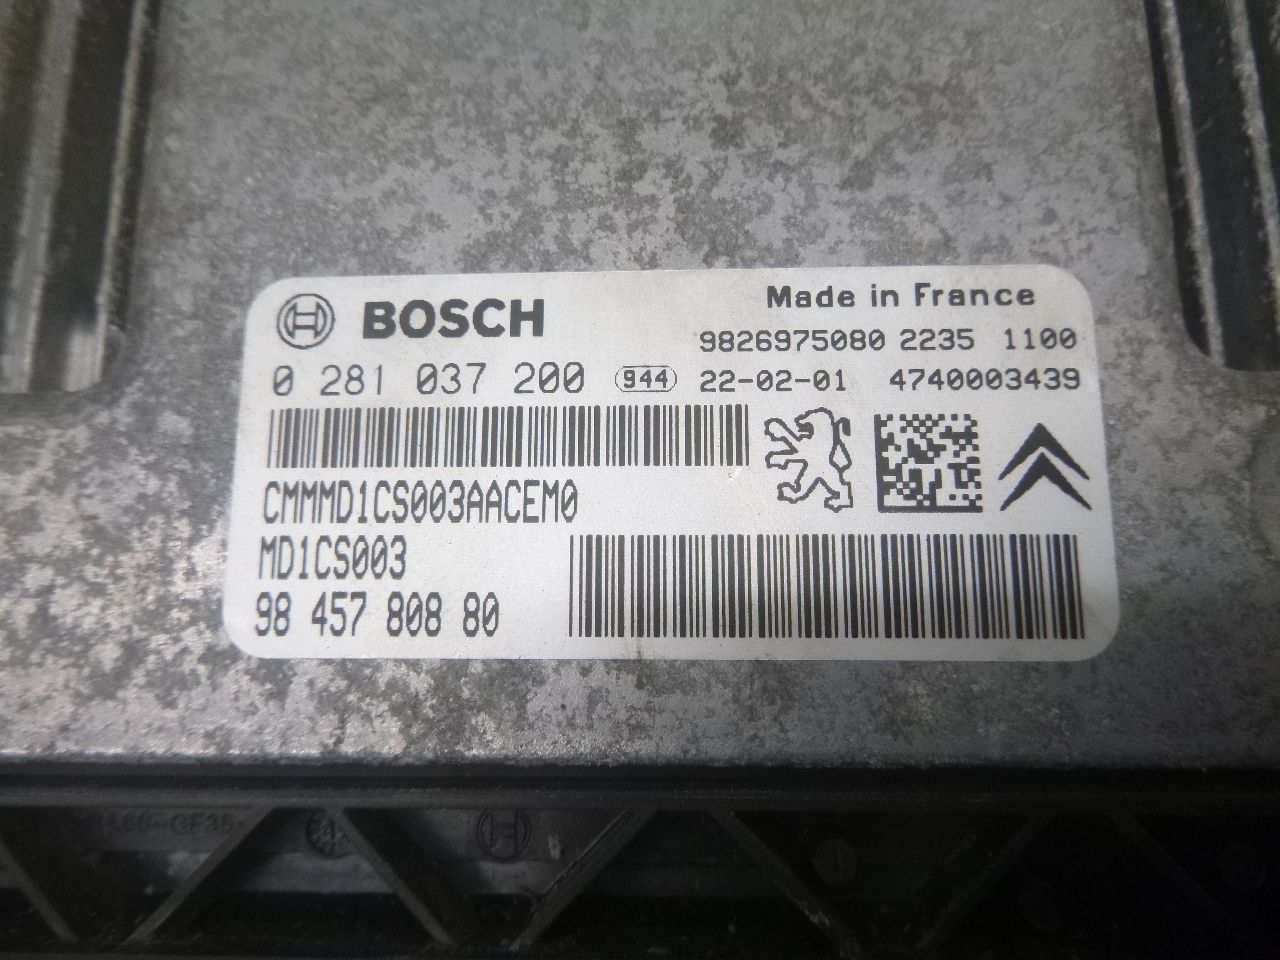 BOSCH
Made in France
9826975080 2235 1100
0 281 037 200 944 22-02-01 4740003439
CMMMD1CS003AACEM0
MD1CS003
98 457 808 80